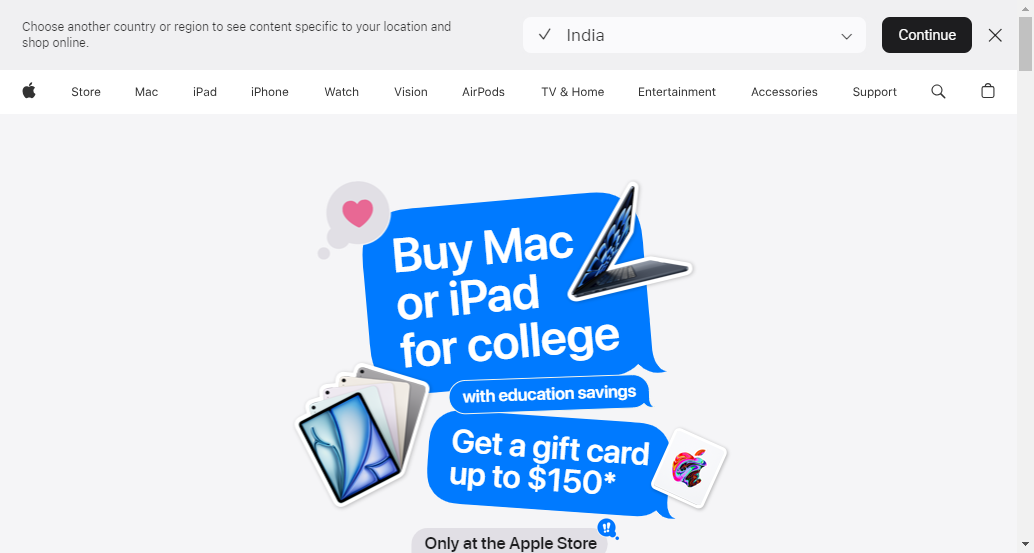 Choose another country or region to see content specific to your location and
shop online.
India
Continue
Store Mac iPad iPhone Watch Vision AirPods TV & Home Entertainment Accessories Support
Buy Mac
or iPad
for college
with education savings
Get a gift card
up to $150*
!!
Only at the Apple Store